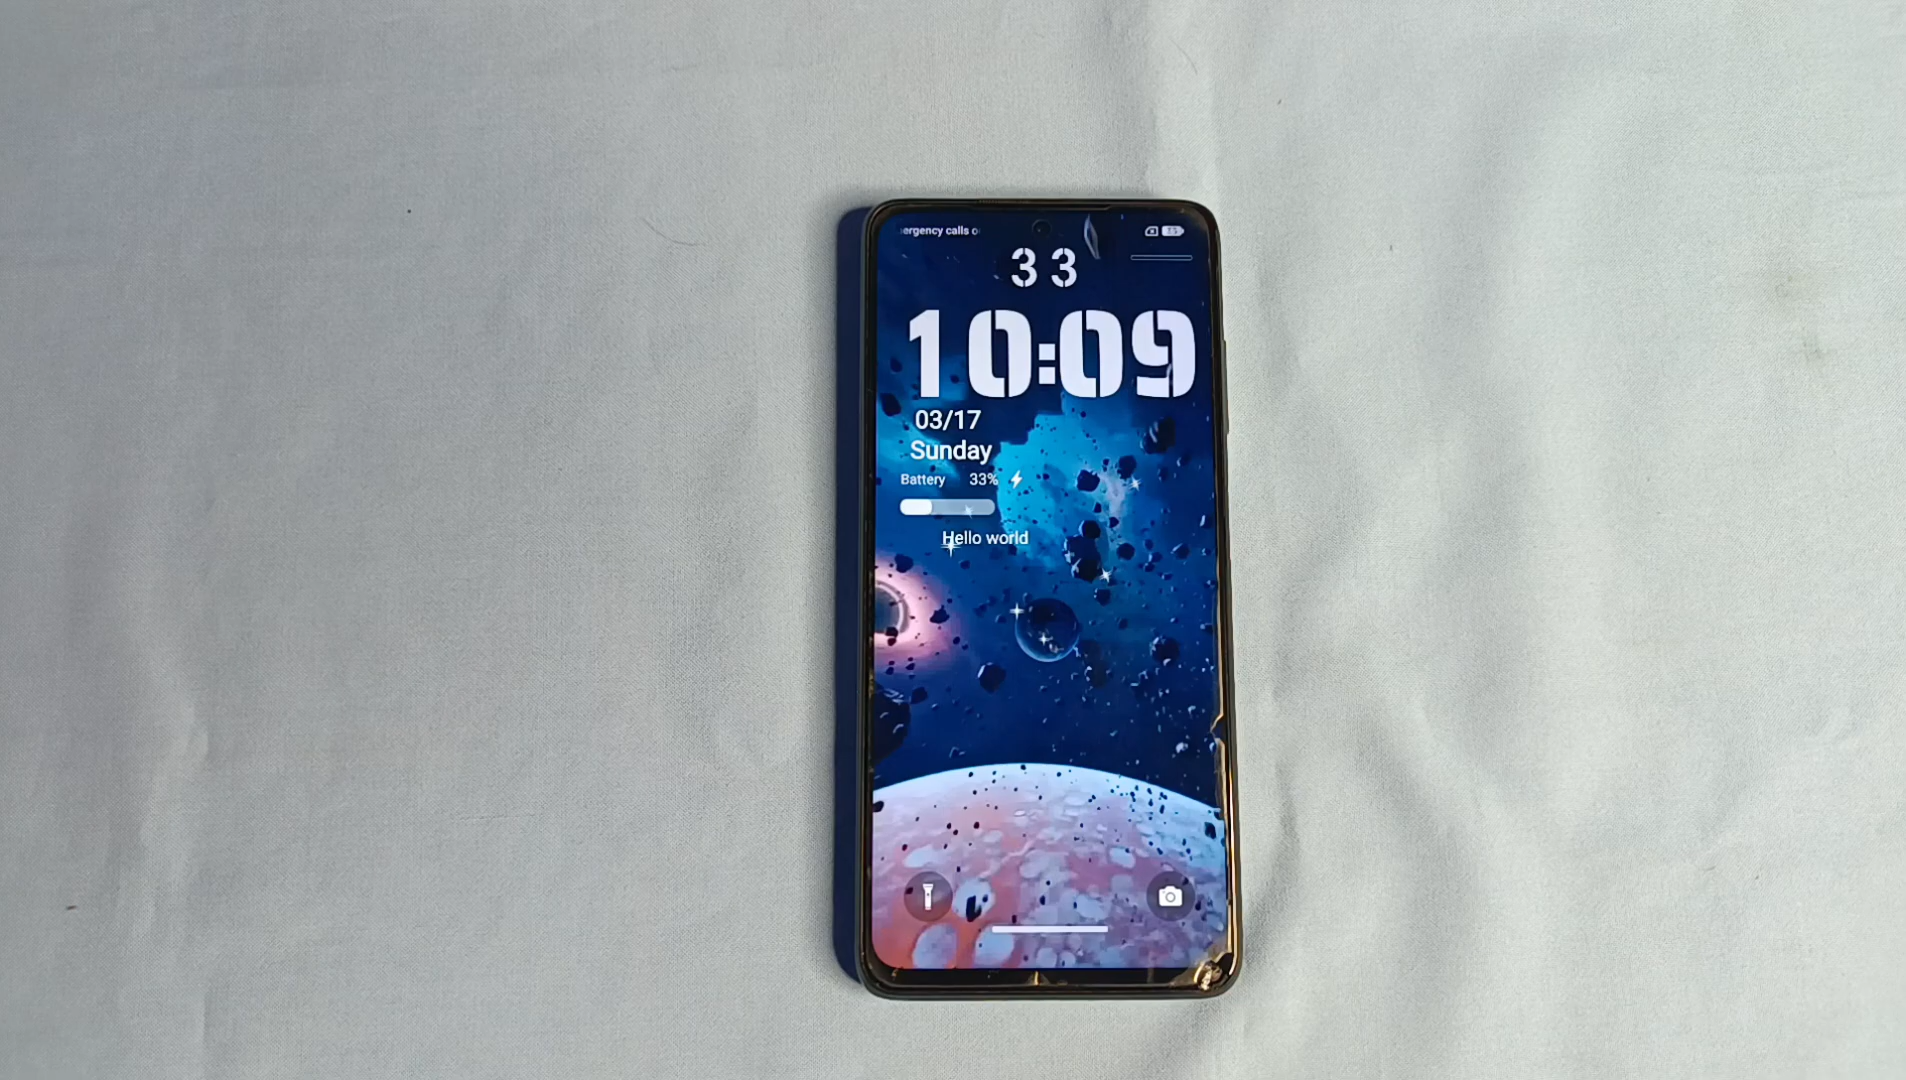 ergency calls o
3 3
10:09
03/17
Sunday
Battery 33%
Hello world